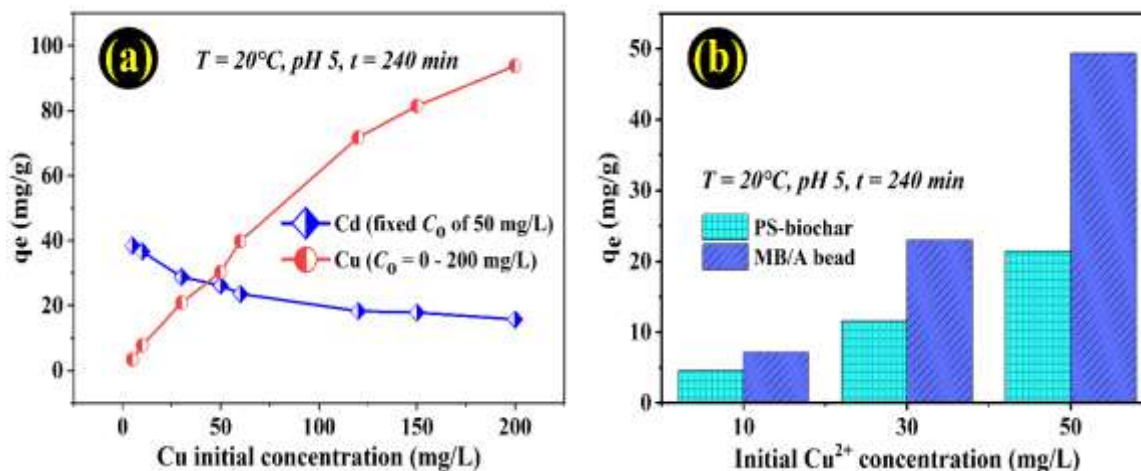 (a)
T = 20°C, pH 5, t = 240 min
100
80
60
40
20
0
qe (mg/g)
Cd (fixed C0 of 50 mg/L)
Cu (C0 = 0 - 200 mg/L)
0 50 100 150 200
Cu initial concentration (mg/L)
(b)
50
40
30
20
10
0
qe (mg/g)
T = 20°C, pH 5, t = 240 min
PS-biochar
MB/A bead
10 30 50
Initial Cu²⁺ concentration (mg/L)